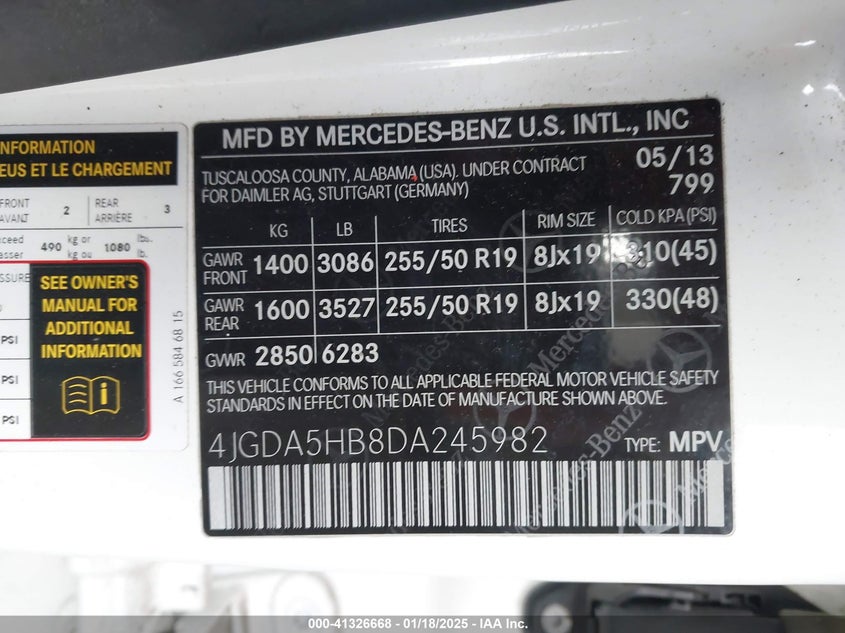 INFORMATION
EUS ET LE CHARGEMENT
FRONT 2 REAR 3
AVANT ARRIÈRE
490 kg or 1080 lbs.
kg ou lb.
SEE OWNER'S
MANUAL FOR
ADDITIONAL
INFORMATION
PSI
PSI
PSI
A 166 584 68 15
MFD BY MERCEDES-BENZ U.S. INTL., INC
TUSCALOOSA COUNTY, ALABAMA (USA). UNDER CONTRACT 05/13
FOR DAIMLER AG, STUTTGART (GERMANY) 799
KG LB TIRES RIM SIZE COLD KPA (PSI)
GAWR FRONT 1400 3086 255/50 R19 8Jx19 310(45)
GAWR REAR 1600 3527 255/50 R19 8Jx19 330(48)
GVWR 2850 6283
THIS VEHICLE CONFORMS TO ALL APPLICABLE FEDERAL MOTOR VEHICLE SAFETY
STANDARDS IN EFFECT ON THE DATE OF MANUFACTURE SHOWN ABOVE.
4JGDA5HB8DA245982 TYPE: MPV
Mercedes-Benz
000-41326668 - 01/18/2025 - © IAA Inc.